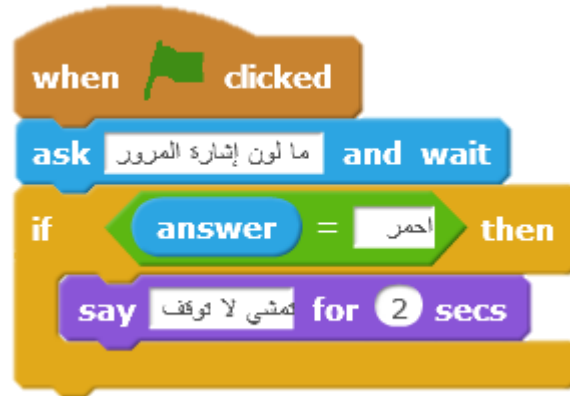 when clicked
ask ما لون إشارة المرور and wait
if answer = احمر then
say تمشي لا توقف for 2 secs